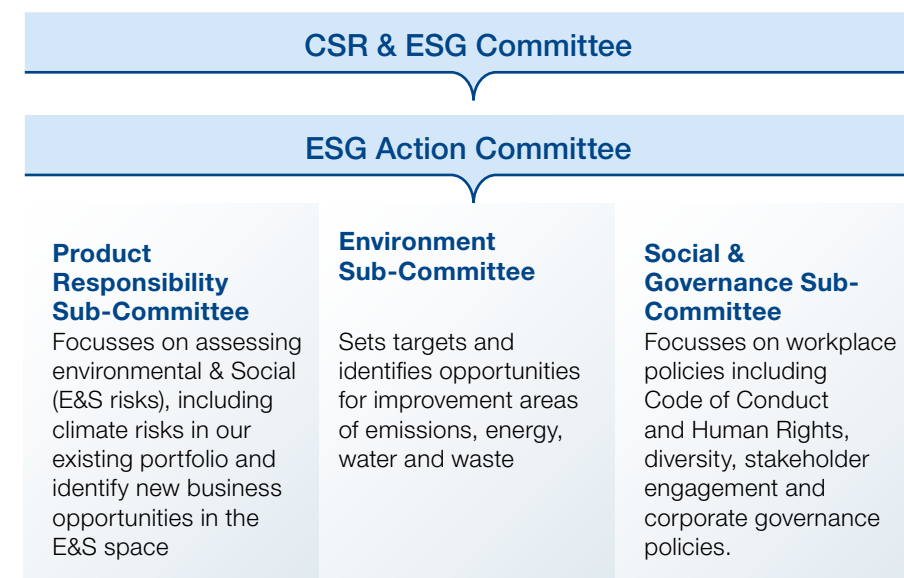 CSR & ESG Committee
ESG Action Committee
Product
Responsibility
Sub-Committee
Focusses on assessing
environmental & Social
(E&S risks), including
climate risks in our
existing portfolio and
identify new business
opportunities in the
E&S space
Environment
Sub-Committee
Sets targets and
identifies opportunities
for improvement areas
of emissions, energy,
water and waste
Social &
Governance Sub-
Committee
Focusses on workplace
policies including
Code of Conduct
and Human Rights,
diversity, stakeholder
engagement and
corporate governance
policies.